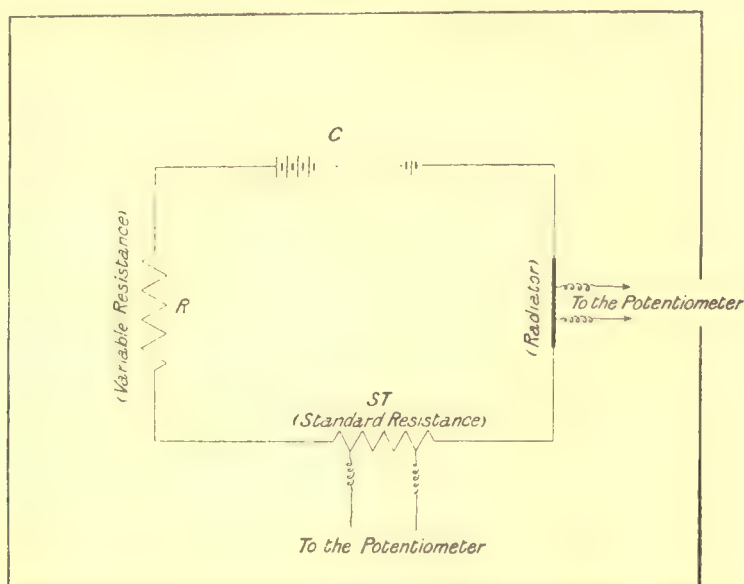 C
(Variable Resistance)
R
(Radiator)
To the Potentiometer
ST
(Standard Resistance)
To the Potentiometer